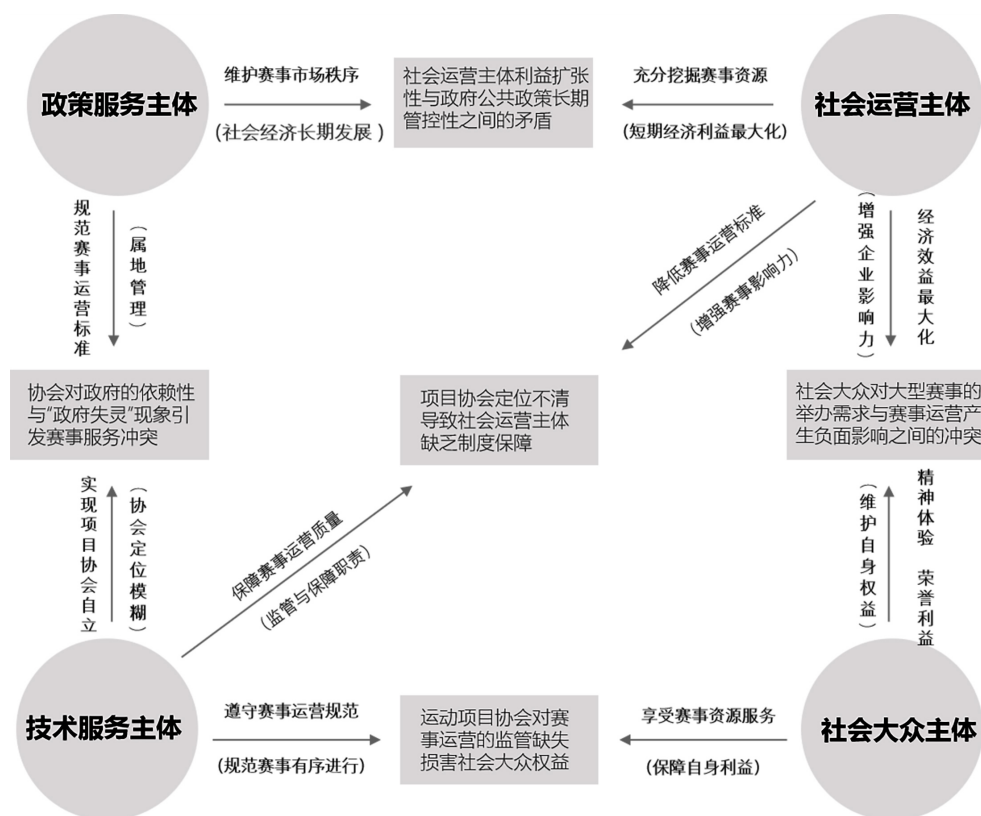 政策服务主体
维护赛事市场秩序
(社会经济长期发展)
社会运营主体利益扩张
性与政府公共政策长期
管控性之间的矛盾
充分挖掘赛事资源
(短期经济利益最大化)
社会运营主体
规范赛事运营标准
(属地管理)
降低赛事运营标准
(增强赛事影响力)
(增强企业影响力)
经济效益最大化
协会对政府的依赖性
与“政府失灵”现象引
发赛事服务冲突
项目协会定位不清
导致社会运营主体
缺乏制度保障
社会大众对大型赛事的
举办需求与赛事运营产
生负面影响之间的冲突
实现项目协会自立
(协会定位模糊)
保障赛事运营质量
(监管与保障职责)
(维护自身权益)
精神体验 荣誉利益
技术服务主体
遵守赛事运营规范
(规范赛事有序进行)
运动项目协会对赛
事运营的监管缺失
损害社会大众权益
享受赛事资源服务
(保障自身利益)
社会大众主体